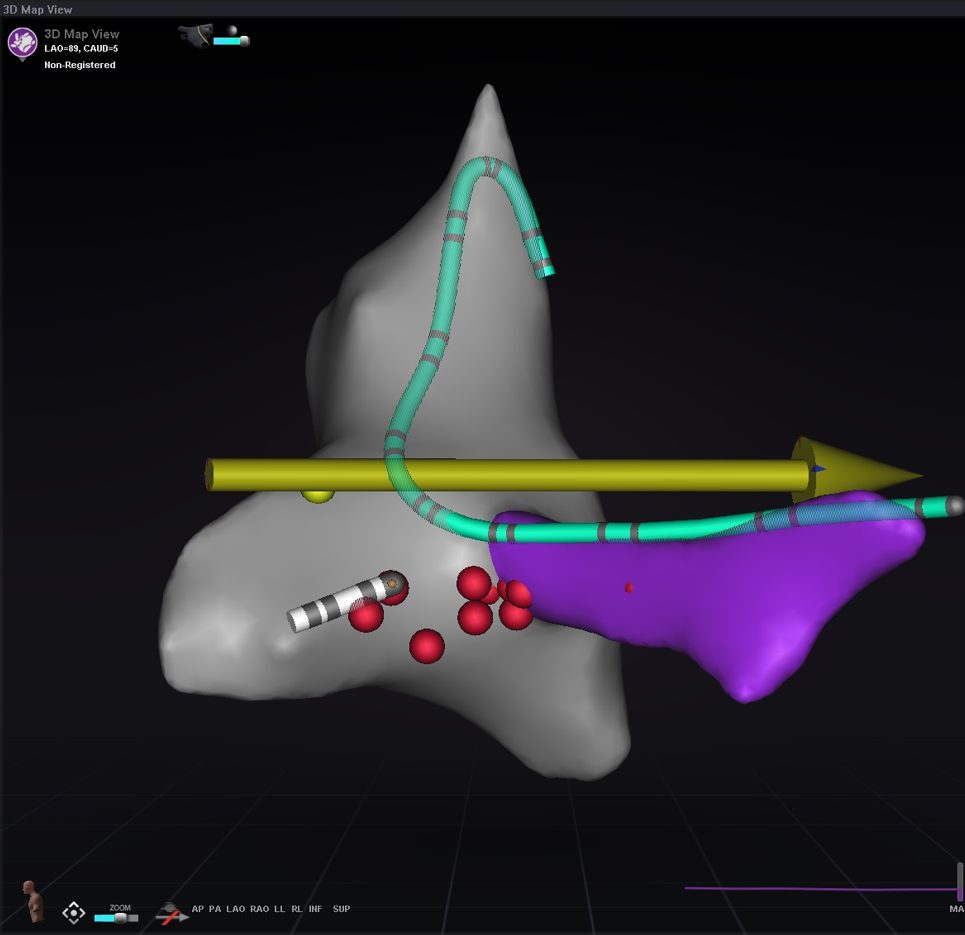 3D Map View
3D Map View
LAO=89, CAUD=5
Non-Registered
ZOOM
AP PA LAO RAO LL RL INF SUP
MA